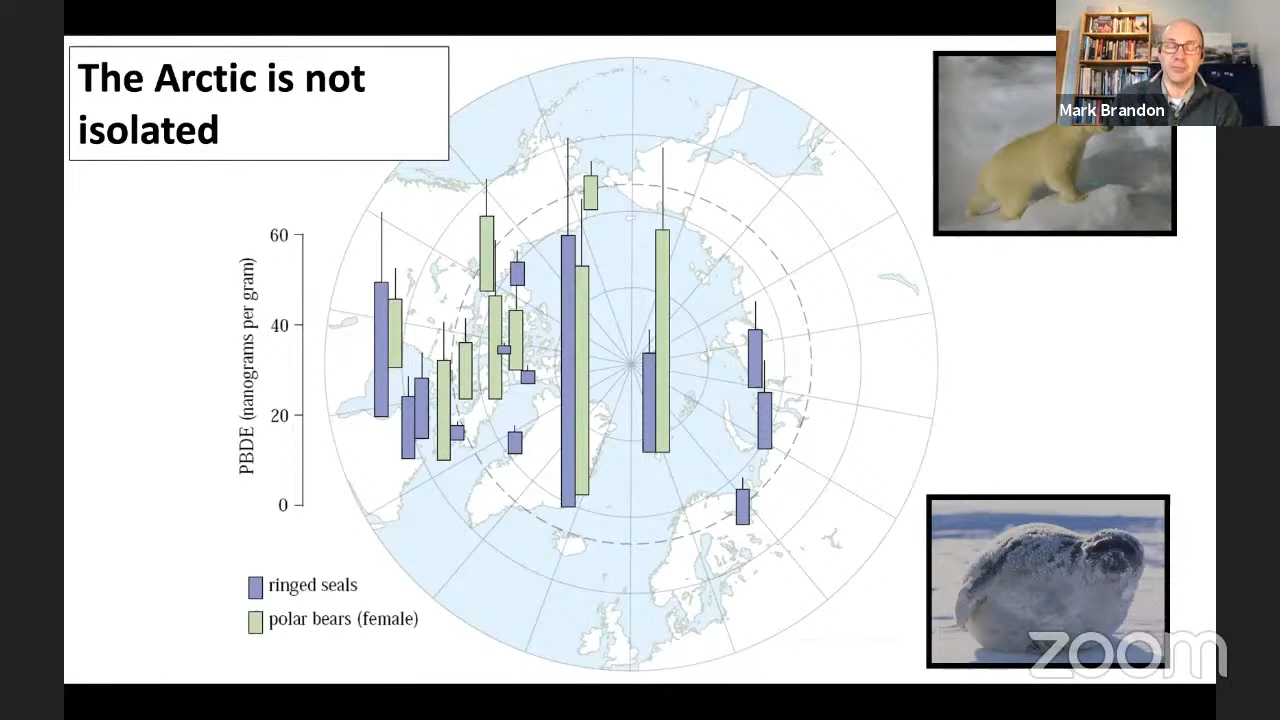 The Arctic is not
isolated
Mark Brandon
60
40
20
0
PBDE (nanograms per gram)
ringed seals
polar bears (female)
zoom